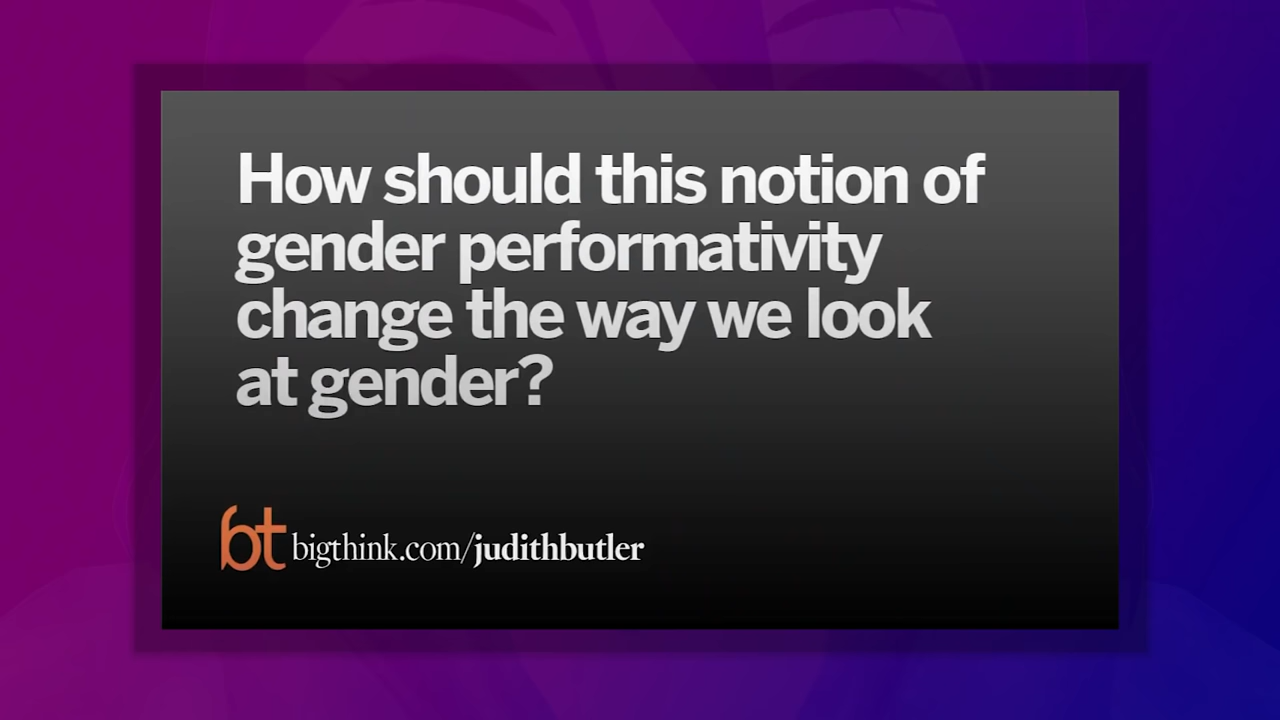 How should this notion of
gender performativity
change the way we look
at gender?
bt bigthink.com/judithbutler